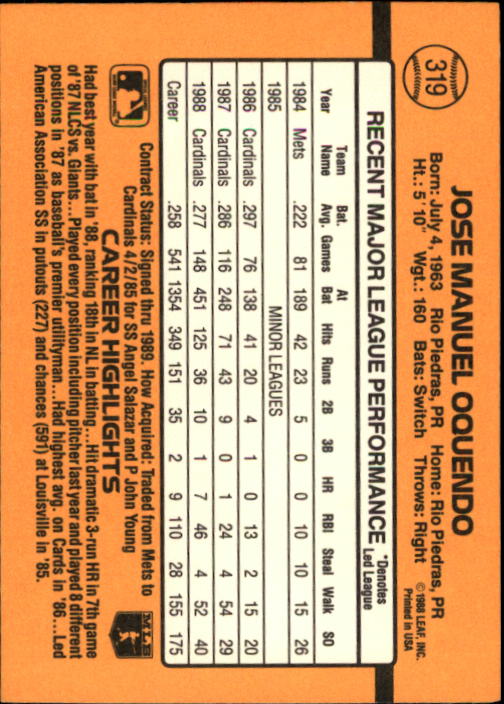 319
JOSE MANUEL OQUENDO
Born: July 4, 1963 Rio Piedras, PR Home: Rio Piedras, PR
Ht.: 5' 10" Wgt.: 160 Bats: Switch Throws: Right
©1988 LEAF, INC.
Printed in USA
RECENT MAJOR LEAGUE PERFORMANCE *Denotes Led League
Year Team Name Bat. Avg. Games At Bat Hits Runs 2B 3B HR RBI Steal Walk SO
1984 Mets .222 81 189 42 23 5 0 0 10 10 15 26
1985 MINOR LEAGUES
1986 Cardinals .297 76 138 41 20 4 1 0 13 2 15 20
1987 Cardinals .286 116 248 71 43 9 0 1 24 4 54 29
1988 Cardinals .277 148 451 125 36 10 1 7 46 4 52 40
Career .258 541 1354 349 151 35 2 9 110 28 155 175
Contract Status: Signed thru 1989. How Acquired: Traded from Mets to
Cardinals 4/2/85 for SS Angel Salazar and P John Young
CAREER HIGHLIGHTS
MLB
Had best year with bat in '88, ranking 18th in NL in batting...Hit dramatic 3-run HR in 7th game
of '87 NLCS vs. Giants...Played every position including pitcher last year and played 8 different
positions in '87 as baseball's premier utilityman...Had highest avg. on Cards in '86...Led
American Association SS in putouts (227) and chances (591) at Louisville in '85.